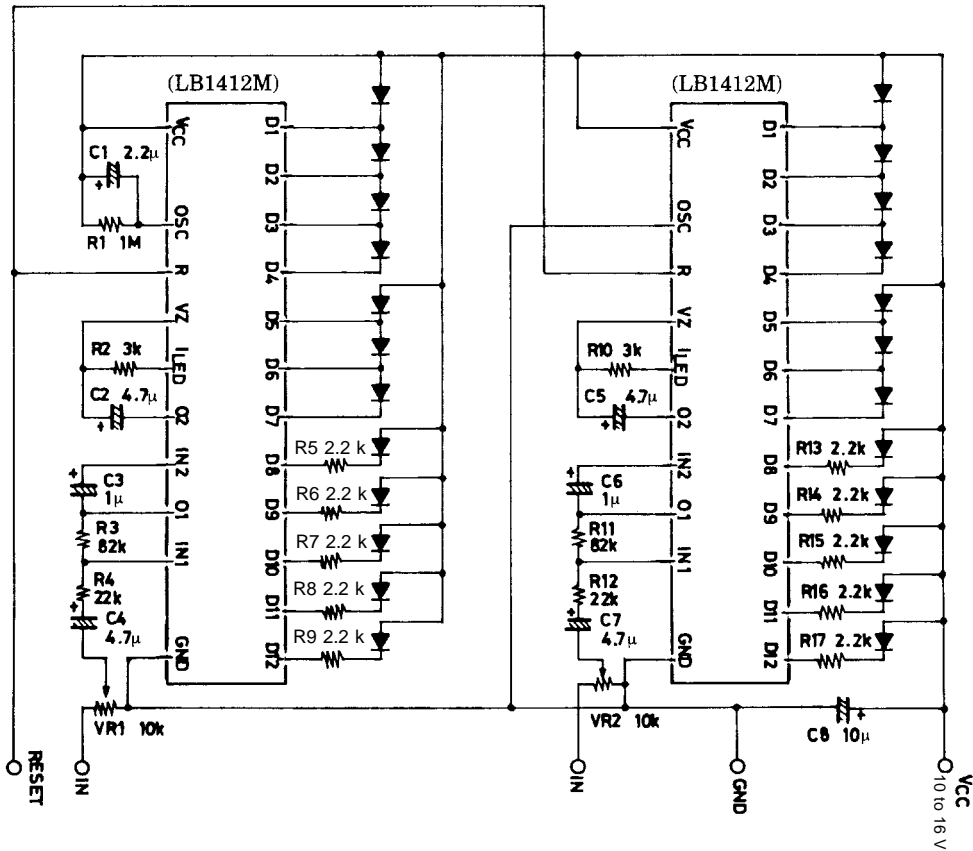 (LB1412M)
VCC
OSC
R
VZ
ILED
O2
IN2
O1
IN1
GND
D1
D2
D3
D4
D5
D6
D7
D8
D9
D10
D11
D12
C1 2.2μ
+
R1 1M
R2 3k
C2 4.7μ
+
+
C3
1μ
R3
82k
R4
22k
+
C4
4.7μ
VR1 10k
R5 2.2 k
R6 2.2 k
R7 2.2 k
R8 2.2 k
R9 2.2 k
RESET
IN
(LB1412M)
VCC
OSC
R
VZ
ILED
O2
IN2
O1
IN1
GND
D1
D2
D3
D4
D5
D6
D7
D8
D9
D10
D11
D12
R10 3k
C5 4.7μ
+
+
C6
1μ
R11
82k
R12
22k
+
C7
4.7μ
VR2 10k
R13 2.2k
R14 2.2k
R15 2.2k
R16 2.2k
R17 2.2k
+
C8 10μ
IN
GND
VCC
10 to 16 V